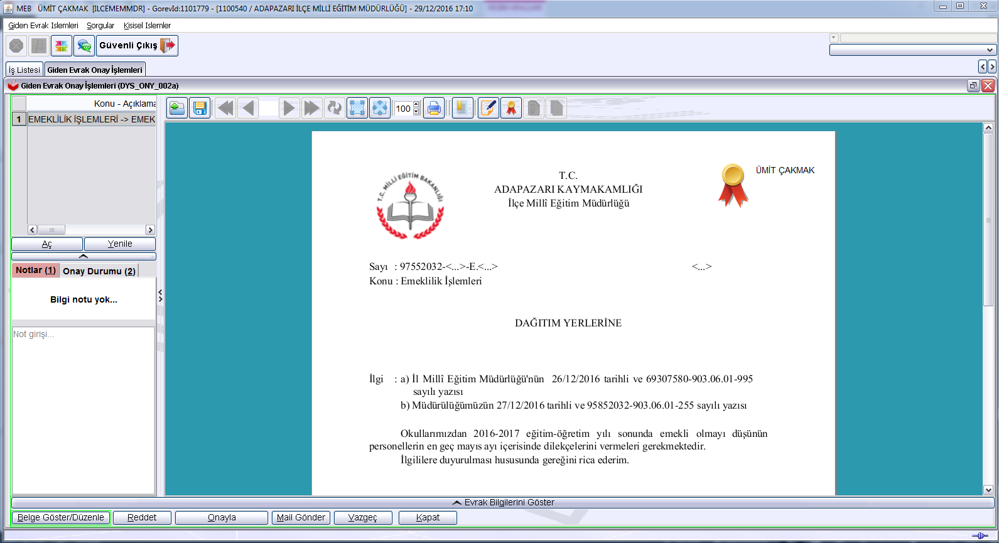 MEB ÜMİT ÇAKMAK [ILCEMEMMDR] - GorevId:1101779 - [1100540 / ADAPAZARI İLÇE MİLLÎ EĞİTİM MÜDÜRLÜĞÜ] - 29/12/2016 17:10
Giden Evrak Islemleri Sorgular Kisisel Islemler
Güvenli Çıkış
İş Listesi Giden Evrak Onay İşlemleri
Giden Evrak Onay İşlemleri (DYS_ONY_002a)
Konu - Açıklama
1 EMEKLİLİK İŞLEMLERİ -> EMEK
Aç Yenile
Notlar (1) Onay Durumu (2)
Bilgi notu yok...
Not girişi...
100
T.C. MİLLİ EĞİTİM BAKANLIĞI
T.C.
ADAPAZARI KAYMAKAMLIĞI
İlçe Millî Eğitim Müdürlüğü
ÜMİT ÇAKMAK
Sayı : 97552032-<...>-E.<...> <...>
Konu : Emeklilik İşlemleri
DAĞITIM YERLERİNE
İlgi : a) İl Millî Eğitim Müdürlüğü'nün 26/12/2016 tarihli ve 69307580-903.06.01-995
sayılı yazısı
b) Müdürülüğümüzün 27/12/2016 tarihli ve 95852032-903.06.01-255 sayılı yazısı
Okullarımızdan 2016-2017 eğitim-öğretim yılı sonunda emekli olmayı düşünün
personellerin en geç mayıs ayı içerisinde dilekçelerini vermeleri gerekmektedir.
İlgililere duyurulması hususunda gereğini rica ederim.
Evrak Bilgilerini Göster
Belge Göster/Düzenle Reddet Onayla Mail Gönder Vazgeç Kapat